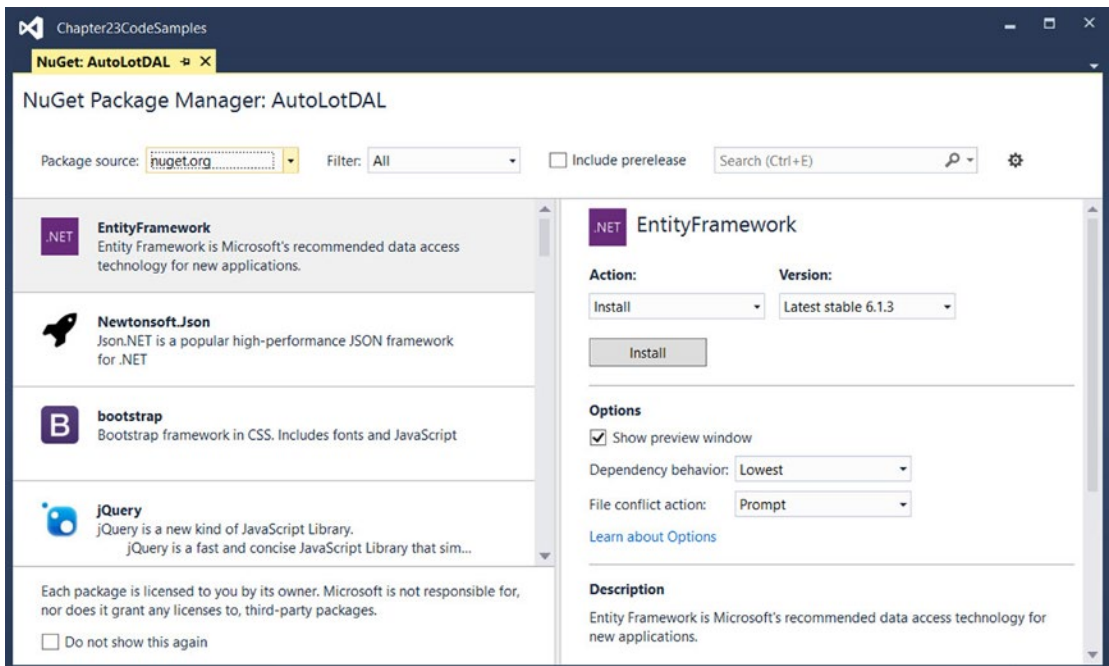 Chapter23CodeSamples
NuGet: AutoLotDAL
NuGet Package Manager: AutoLotDAL
Package source: nuget.org Filter: All Include prerelease Search (Ctrl+E)
.NET
EntityFramework
Entity Framework is Microsoft's recommended data access
technology for new applications.
Newtonsoft.Json
Json.NET is a popular high-performance JSON framework
for .NET
B
bootstrap
Bootstrap framework in CSS. Includes fonts and JavaScript
jQuery
jQuery is a new kind of JavaScript Library.
jQuery is a fast and concise JavaScript Library that sim...
Each package is licensed to you by its owner. Microsoft is not responsible for,
nor does it grant any licenses to, third-party packages.
Do not show this again
.NET EntityFramework
Action: Version:
Install Latest stable 6.1.3
Install
Options
Show preview window
Dependency behavior: Lowest
File conflict action: Prompt
Learn about Options
Description
Entity Framework is Microsoft's recommended data access technology for
new applications.